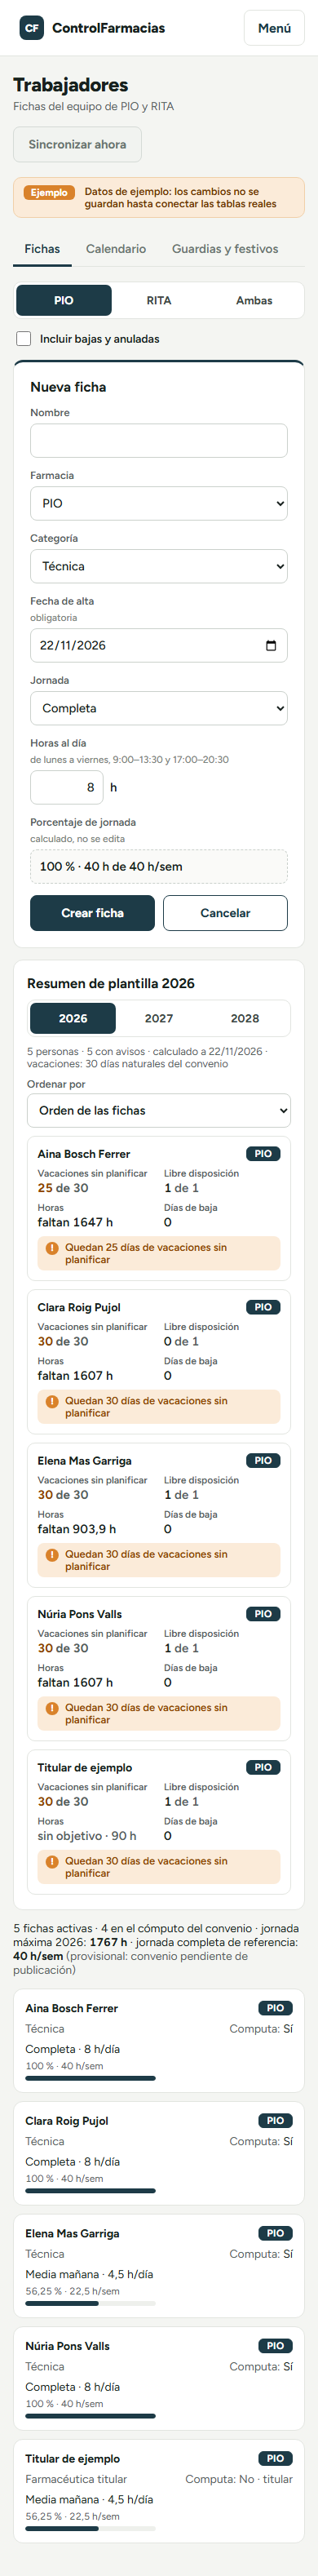 CF ControlFarmacias Menú
Trabajadores
Fichas del equipo de PIO y RITA
Sincronizar ahora
Ejemplo Datos de ejemplo: los cambios no se
guardan hasta conectar las tablas reales
Fichas Calendario Guardias y festivos
PIO RITA Ambas
Incluir bajas y anuladas
Nueva ficha
Nombre
Farmacia
PIO
Categoría
Técnica
Fecha de alta
obligatoria
22/11/2026
Jornada
Completa
Horas al día
de lunes a viernes, 9:00–13:30 y 17:00–20:30
8 h
Porcentaje de jornada
calculado, no se edita
100 % · 40 h de 40 h/sem
Crear ficha Cancelar
Resumen de plantilla 2026
2026 2027 2028
5 personas · 5 con avisos · calculado a 22/11/2026 ·
vacaciones: 30 días naturales del convenio
Ordenar por
Orden de las fichas
Aina Bosch Ferrer PIO
Vacaciones sin planificar Libre disposición
25 de 30 1 de 1
Horas Días de baja
faltan 1647 h 0
! Quedan 25 días de vacaciones sin
planificar
Clara Roig Pujol PIO
Vacaciones sin planificar Libre disposición
30 de 30 0 de 1
Horas Días de baja
faltan 1607 h 0
! Quedan 30 días de vacaciones sin
planificar
Elena Mas Garriga PIO
Vacaciones sin planificar Libre disposición
30 de 30 1 de 1
Horas Días de baja
faltan 903,9 h 0
! Quedan 30 días de vacaciones sin
planificar
Núria Pons Valls PIO
Vacaciones sin planificar Libre disposición
30 de 30 1 de 1
Horas Días de baja
faltan 1607 h 0
! Quedan 30 días de vacaciones sin
planificar
Titular de ejemplo PIO
Vacaciones sin planificar Libre disposición
30 de 30 1 de 1
Horas Días de baja
sin objetivo · 90 h 0
! Quedan 30 días de vacaciones sin
planificar
5 fichas activas · 4 en el cómputo del convenio · jornada
máxima 2026: 1767 h · jornada completa de referencia:
40 h/sem (provisional: convenio pendiente de
publicación)
Aina Bosch Ferrer PIO
Técnica Computa: Sí
Completa · 8 h/día
100 % · 40 h/sem
Clara Roig Pujol PIO
Técnica Computa: Sí
Completa · 8 h/día
100 % · 40 h/sem
Elena Mas Garriga PIO
Técnica Computa: Sí
Media mañana · 4,5 h/día
56,25 % · 22,5 h/sem
Núria Pons Valls PIO
Técnica Computa: Sí
Completa · 8 h/día
100 % · 40 h/sem
Titular de ejemplo PIO
Farmacéutica titular Computa: No · titular
Media mañana · 4,5 h/día
56,25 % · 22,5 h/sem